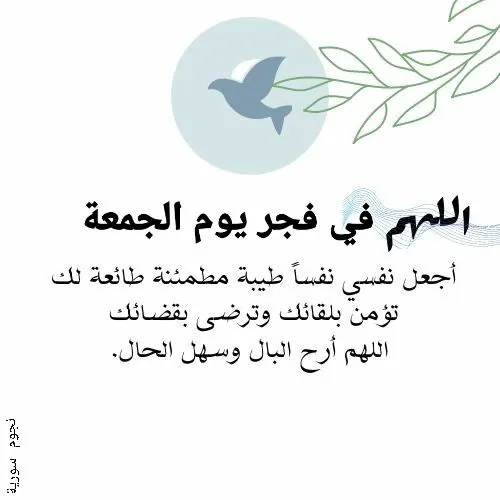 اللهم في فجر يوم الجمعة
أجعل نفسي نفساً طيبة مطمئنة طائعة لك
تؤمن بلقائك وترضى بقضائك
اللهم أرح البال وسهل الحال.
نجوم سورية